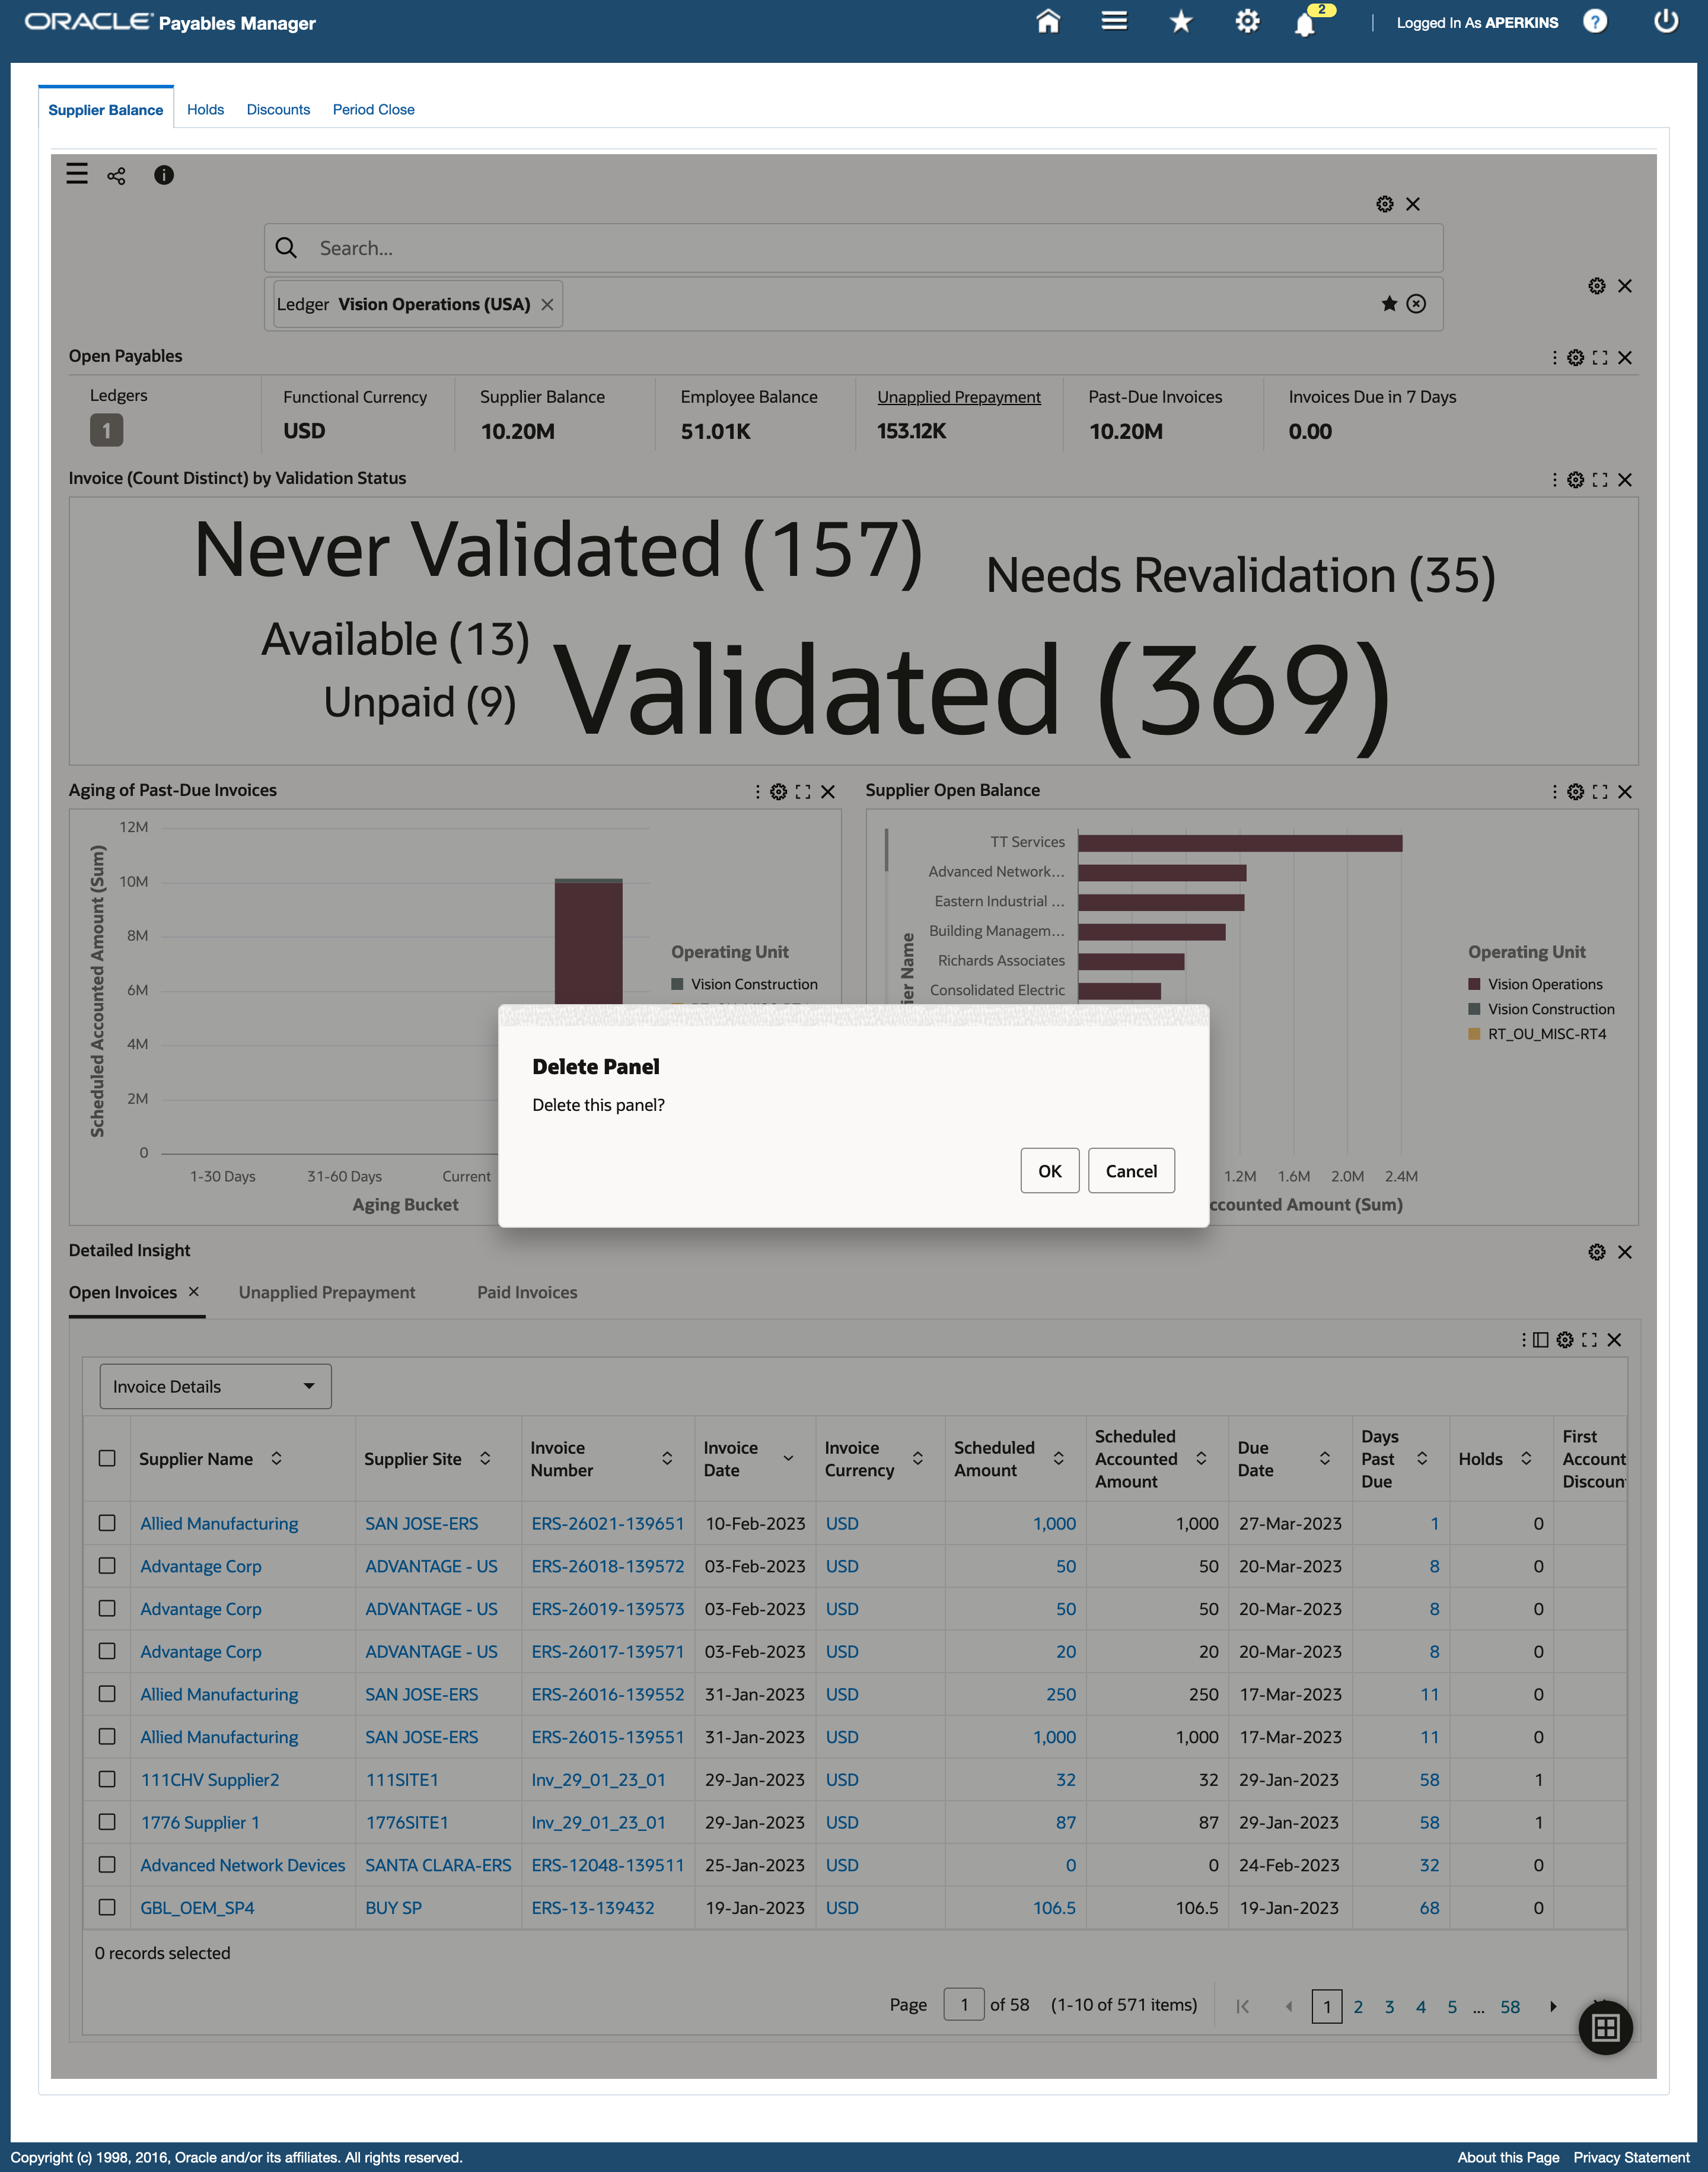 ORACLE Payables Manager
2
Logged In As APERKINS
?
Supplier Balance Holds Discounts Period Close
Search...
Ledger Vision Operations (USA)
Open Payables
Ledgers Functional Currency Supplier Balance Employee Balance Unapplied Prepayment Past-Due Invoices Invoices Due in 7 Days
1 USD 10.20M 51.01K 153.12K 10.20M 0.00
Invoice (Count Distinct) by Validation Status
Never Validated (157)
Needs Revalidation (35)
Available (13)
Unpaid (9)
Validated (369)
Aging of Past-Due Invoices
12M
10M
8M
6M
4M
2M
0
Scheduled Accounted Amount (Sum)
1-30 Days 31-60 Days Current
Aging Bucket
Operating Unit
Vision Construction
Supplier Open Balance
TT Services
Advanced Network...
Eastern Industrial ...
Building Managem...
Richards Associates
Consolidated Electric
ier Name
1.2M 1.6M 2.0M 2.4M
ccounted Amount (Sum)
Operating Unit
Vision Operations
Vision Construction
RT_OU_MISC-RT4
Delete Panel
Delete this panel?
OK Cancel
Detailed Insight
Open Invoices Unapplied Prepayment Paid Invoices
Invoice Details
Supplier Name
Supplier Site
Invoice
Number
Invoice
Date
Invoice
Currency
Scheduled
Amount
Scheduled
Accounted
Amount
Due
Date
Days
Past
Due
Holds
First
Account
Discoun
Allied Manufacturing SAN JOSE-ERS ERS-26021-139651 10-Feb-2023 USD 1,000 1,000 27-Mar-2023 1 0
Advantage Corp ADVANTAGE - US ERS-26018-139572 03-Feb-2023 USD 50 50 20-Mar-2023 8 0
Advantage Corp ADVANTAGE - US ERS-26019-139573 03-Feb-2023 USD 50 50 20-Mar-2023 8 0
Advantage Corp ADVANTAGE - US ERS-26017-139571 03-Feb-2023 USD 20 20 20-Mar-2023 8 0
Allied Manufacturing SAN JOSE-ERS ERS-26016-139552 31-Jan-2023 USD 250 250 17-Mar-2023 11 0
Allied Manufacturing SAN JOSE-ERS ERS-26015-139551 31-Jan-2023 USD 1,000 1,000 17-Mar-2023 11 0
111CHV Supplier2 111SITE1 Inv_29_01_23_01 29-Jan-2023 USD 32 32 29-Jan-2023 58 1
1776 Supplier 1 1776SITE1 Inv_29_01_23_01 29-Jan-2023 USD 87 87 29-Jan-2023 58 1
Advanced Network Devices SANTA CLARA-ERS ERS-12048-139511 25-Jan-2023 USD 0 0 24-Feb-2023 32 0
GBL_OEM_SP4 BUY SP ERS-13-139432 19-Jan-2023 USD 106.5 106.5 19-Jan-2023 68 0
0 records selected
Page 1 of 58 (1-10 of 571 items) 1 2 3 4 5 ... 58
Copyright (c) 1998, 2016, Oracle and/or its affiliates. All rights reserved.
About this Page Privacy Statement